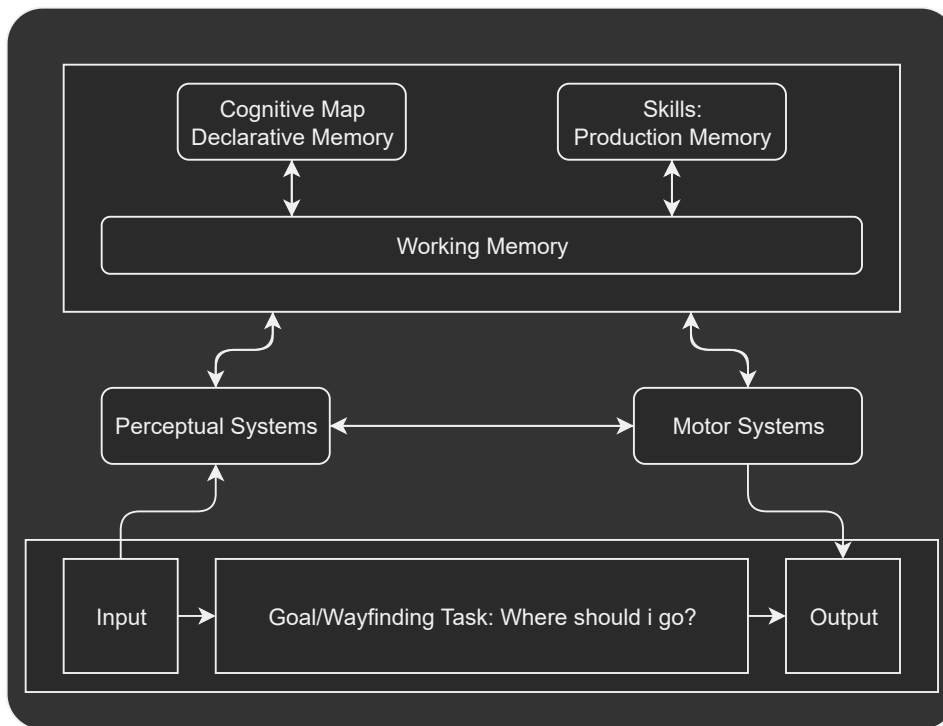 Cognitive Map
Declarative Memory
Skills:
Production Memory
Working Memory
Perceptual Systems
Motor Systems
Input
Goal/Wayfinding Task: Where should i go?
Output